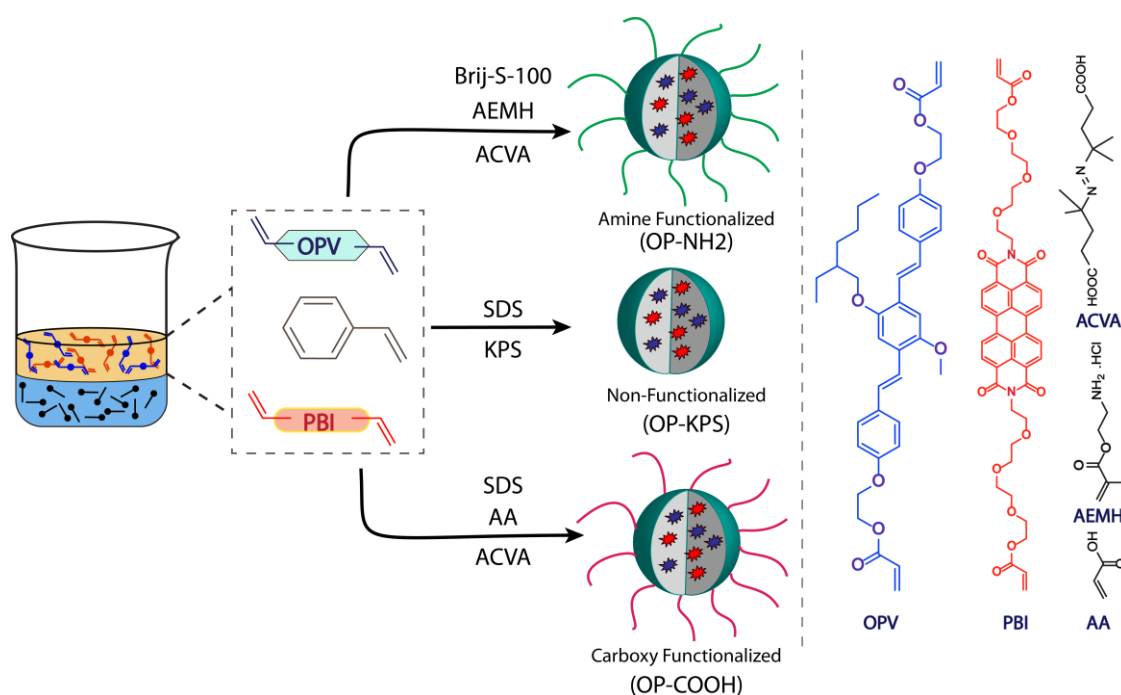 Brij-S-100
AEMH
ACVA
Amine Functionalized
(OP-NH2)
OPV
SDS
KPS
Non-Functionalized
(OP-KPS)
PBI
SDS
AA
ACVA
Carboxy Functionalized
(OP-COOH)
O
O
O
O
O
O
O
O
OPV
O
O
O
O
O
O
N
O
O
O
O
N
O
O
O
O
O
PBI
COOH
N
N
HOOC
ACVA
NH2 .HCl
O
O
AEMH
OH
O
AA